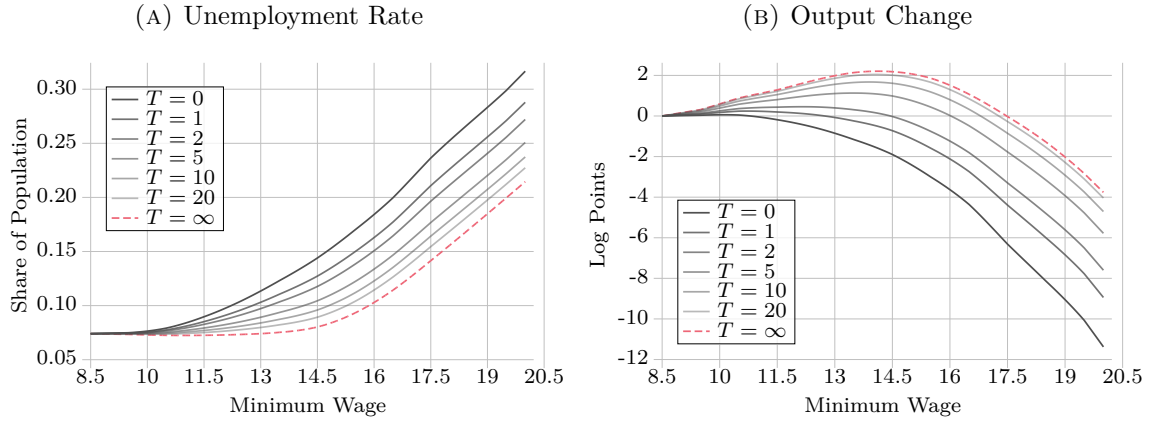 (A) Unemployment Rate
Share of Population
0.30
0.25
0.20
0.15
0.10
0.05
T = 0
T = 1
T = 2
T = 5
T = 10
T = 20
T = ∞
8.5 10 11.5 13 14.5 16 17.5 19 20.5
Minimum Wage
(B) Output Change
Log Points
2
0
-2
-4
-6
-8
-10
-12
T = 0
T = 1
T = 2
T = 5
T = 10
T = 20
T = ∞
8.5 10 11.5 13 14.5 16 17.5 19 20.5
Minimum Wage